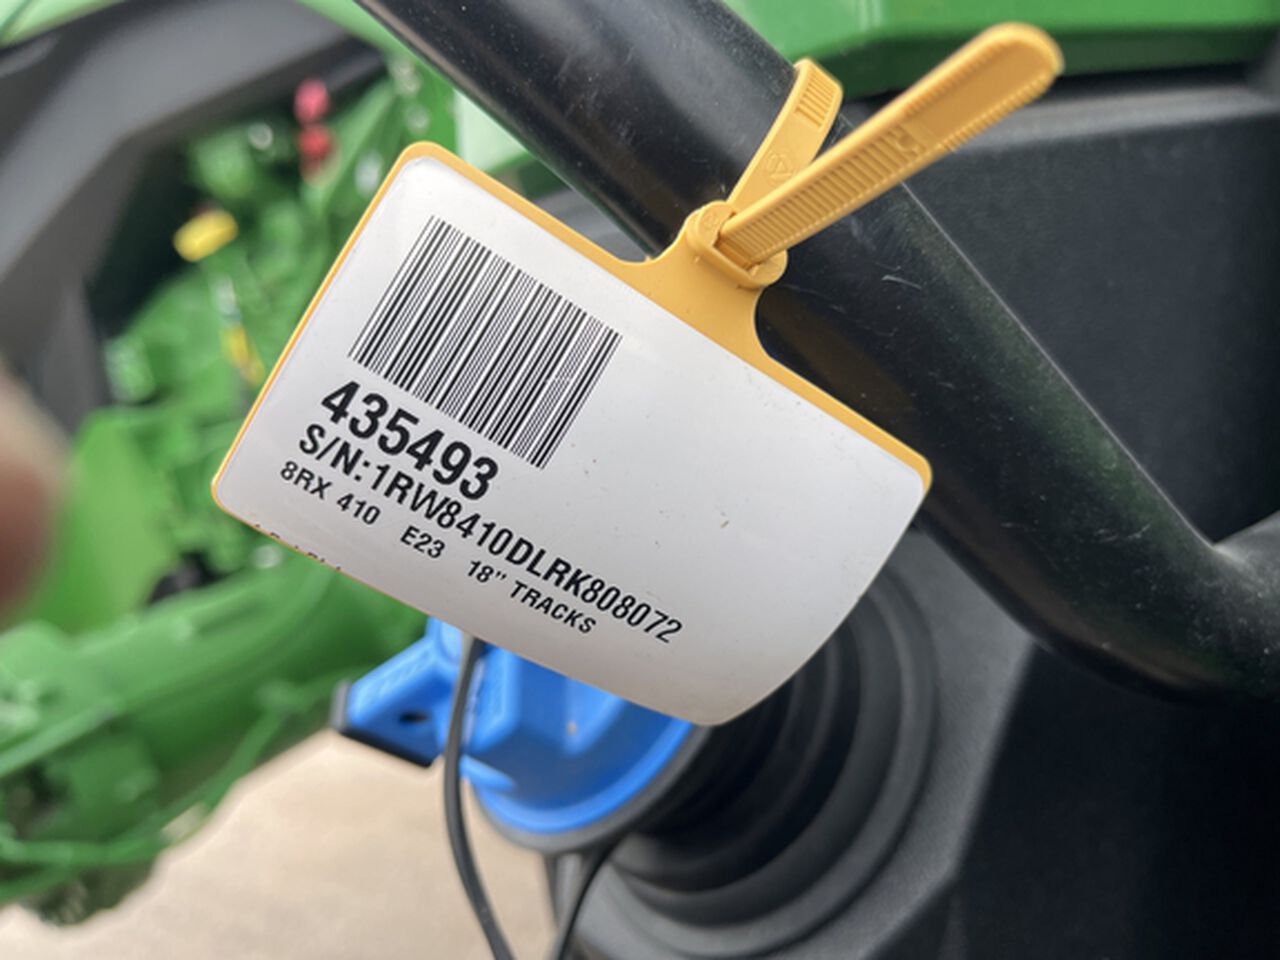 435493
S/N:1RW8410DLRK808072
8RX 410 E23 18" TRACKS